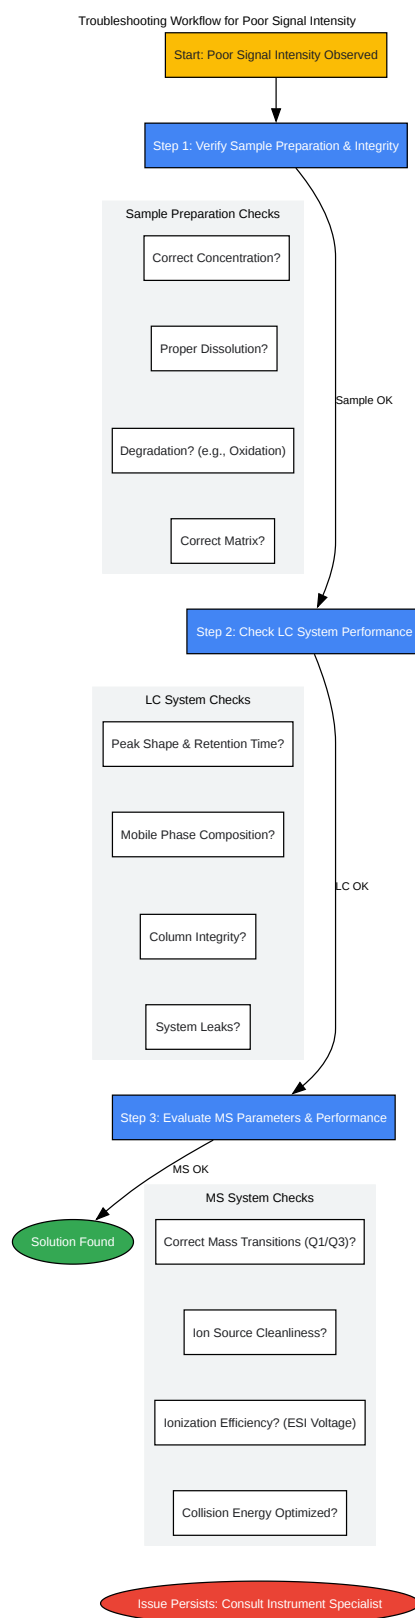 Troubleshooting Workflow for Poor Signal Intensity
Start: Poor Signal Intensity Observed
Step 1: Verify Sample Preparation & Integrity
Sample Preparation Checks
Correct Concentration?
Proper Dissolution?
Sample OK
Degradation? (e.g., Oxidation)
Correct Matrix?
Step 2: Check LC System Performance
LC System Checks
Peak Shape & Retention Time?
Mobile Phase Composition?
LC OK
Column Integrity?
System Leaks?
Step 3: Evaluate MS Parameters & Performance
MS OK
MS System Checks
Solution Found
Correct Mass Transitions (Q1/Q3)?
Ion Source Cleanliness?
Ionization Efficiency? (ESI Voltage)
Collision Energy Optimized?
Issue Persists: Consult Instrument Specialist